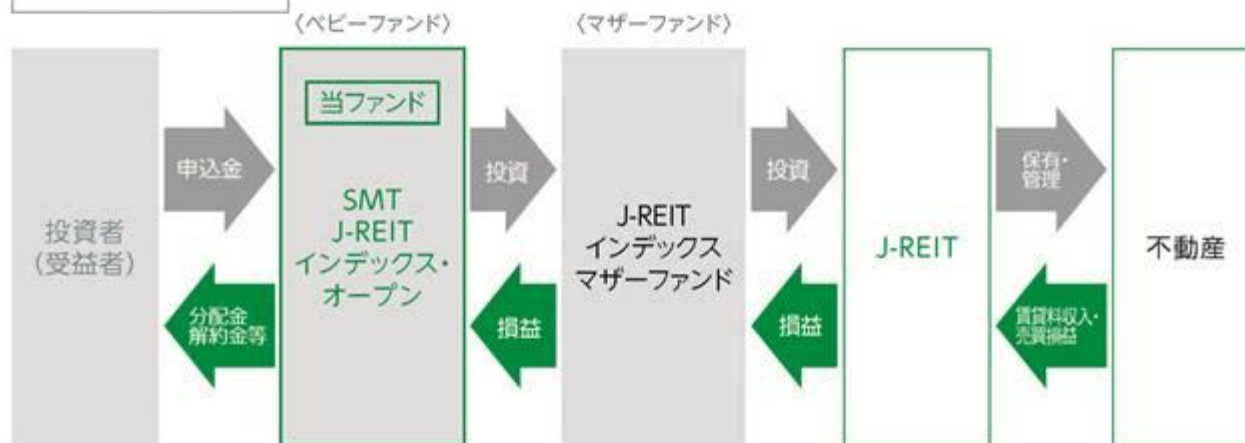 〈ベビーファンド〉
〈マザーファンド〉
投資者
(受益者)
申込金
分配金
解約金等
当ファンド
SMT
J-REIT
インデックス・
オープン
投資
損益
J-REIT
インデックス
マザーファンド
投資
損益
J-REIT
保有・
管理
賃貸料収入・
売買損益
不動産